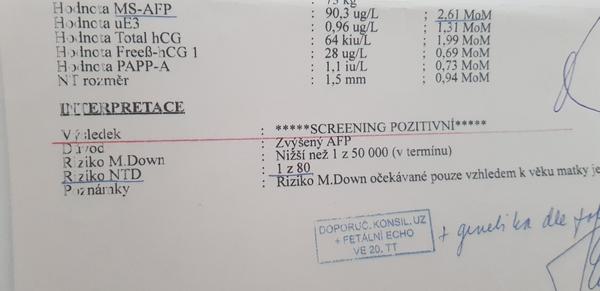 75 kg
Hodnota MS-AFP : 90,3 ug/L ; 2,61 MoM
Hodnota uE3 : 0,96 ug/L ; 1,31 MoM
Hodnota Total hCG : 64 kiu/L ; 1,99 MoM
Hodnota Freeß-hCG 1 : 28 ug/L ; 0,69 MoM
Hodnota PAPP-A : 1,1 iu/L ; 0,73 MoM
NT rozměr : 1,5 mm ; 0,94 MoM
INTERPRETACE
Výsledek : *****SCREENING POZITIVNÍ*****
Důvod : Zvýšený AFP
Riziko M.Down : Nižší než 1 z 50 000 (v termínu)
Riziko NTD : 1 z 80
Poznámky : Riziko M.Down očekávané pouze vzhledem k věku matky je
DOPORUČ. KONSIL. UZ
+ FETÁLNÍ ECHO
VE 20. TT
+ genetika dle